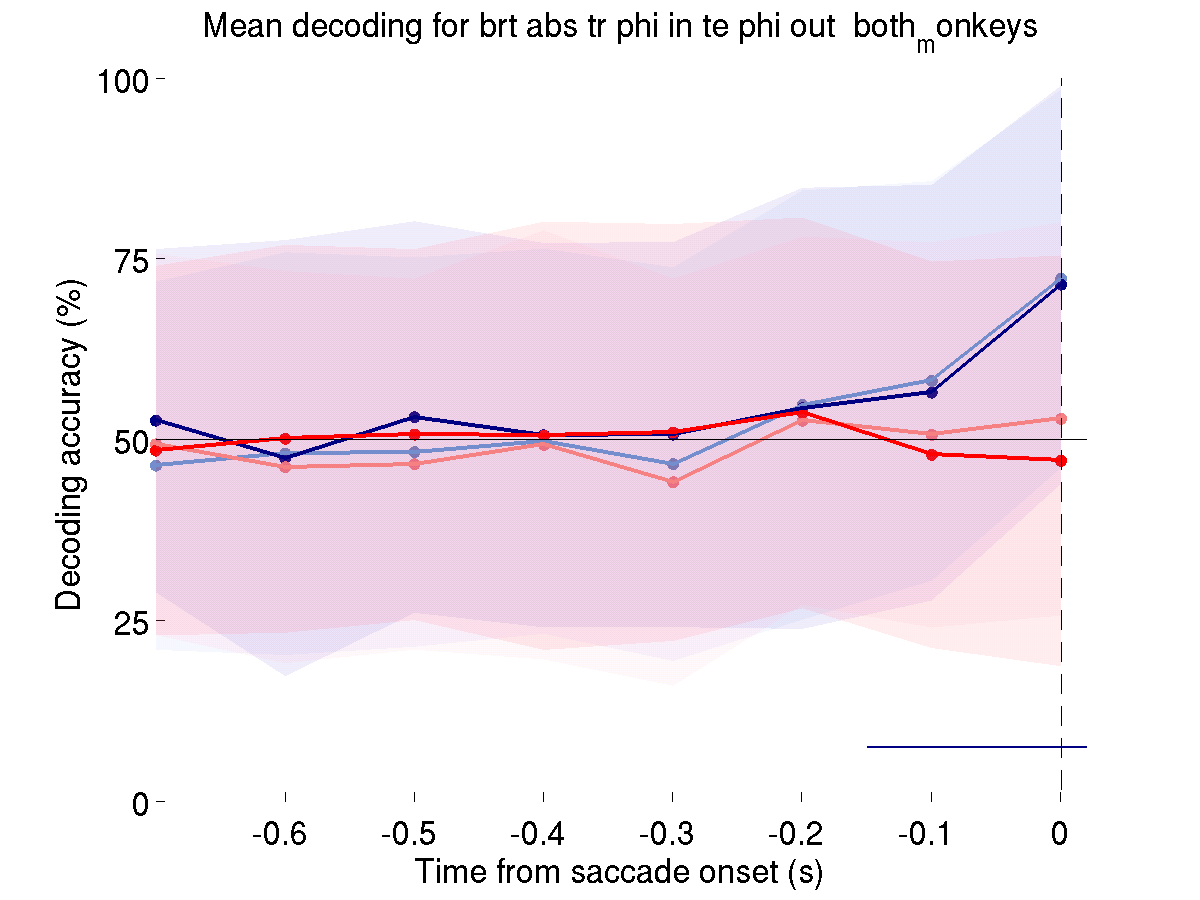 Mean decoding for brt abs tr phi in te phi out  both_monkeys
100
75
50
25
0
Decoding accuracy (%)
-0.6 -0.5 -0.4 -0.3 -0.2 -0.1 0
Time from saccade onset (s)